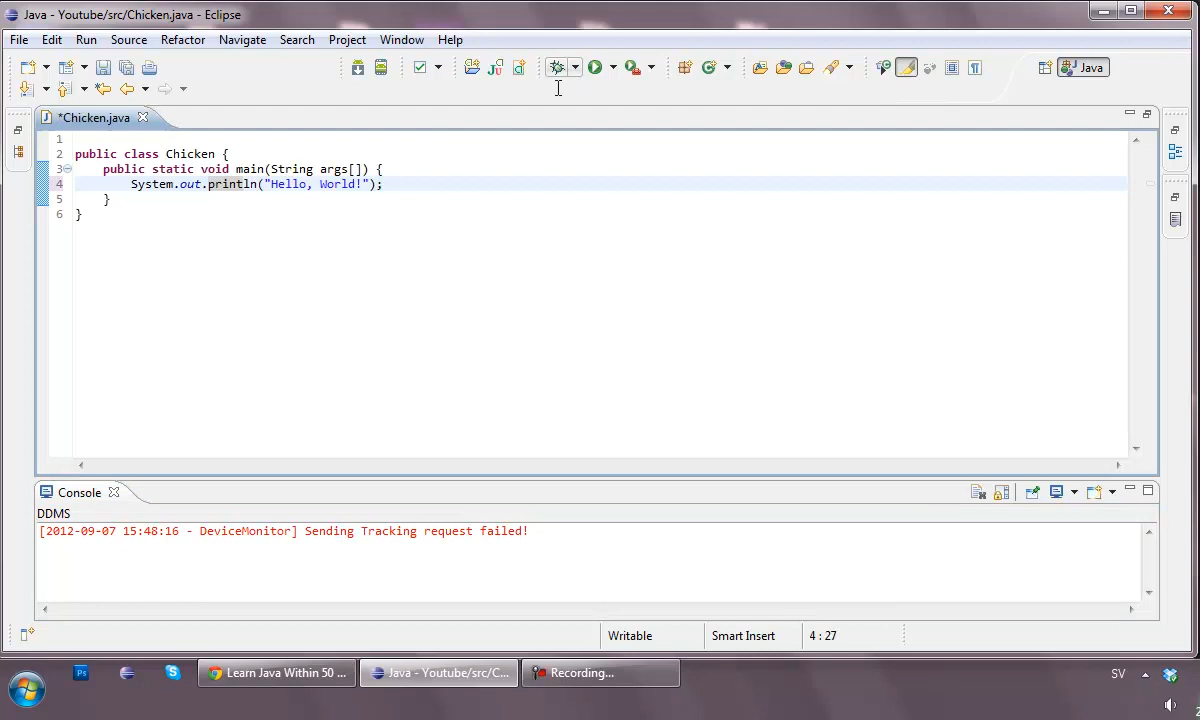 Java - Youtube/src/Chicken.java - Eclipse
File Edit Run Source Refactor Navigate Search Project Window Help
Java
*Chicken.java
1
2 public class Chicken {
3 public static void main(String args[]) {
4 System.out.println("Hello, World!");
5 }
6 }
Console
DDMS
[2012-09-07 15:48:16 - DeviceMonitor] Sending Tracking request failed!
Writable Smart Insert 4 : 27
Ps Learn Java Within 50 ... Java - Youtube/src/C... Recording... SV